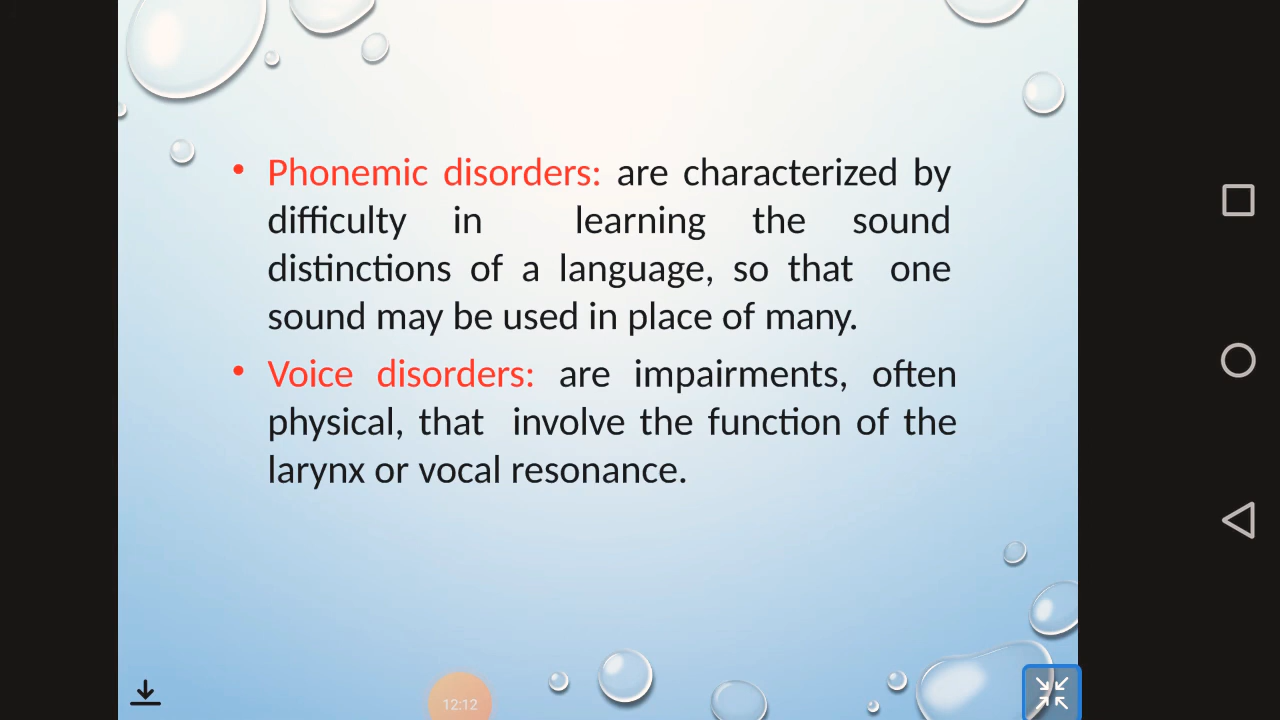 • Phonemic disorders: are characterized by
difficulty in learning the sound
distinctions of a language, so that one
sound may be used in place of many.
• Voice disorders: are impairments, often
physical, that involve the function of the
larynx or vocal resonance.
12:12